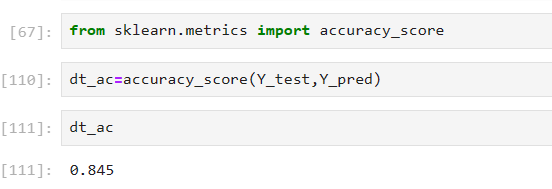 [67]: from sklearn.metrics import accuracy_score
[110]: dt_ac=accuracy_score(Y_test,Y_pred)
[111]: dt_ac
[111]: 0.845